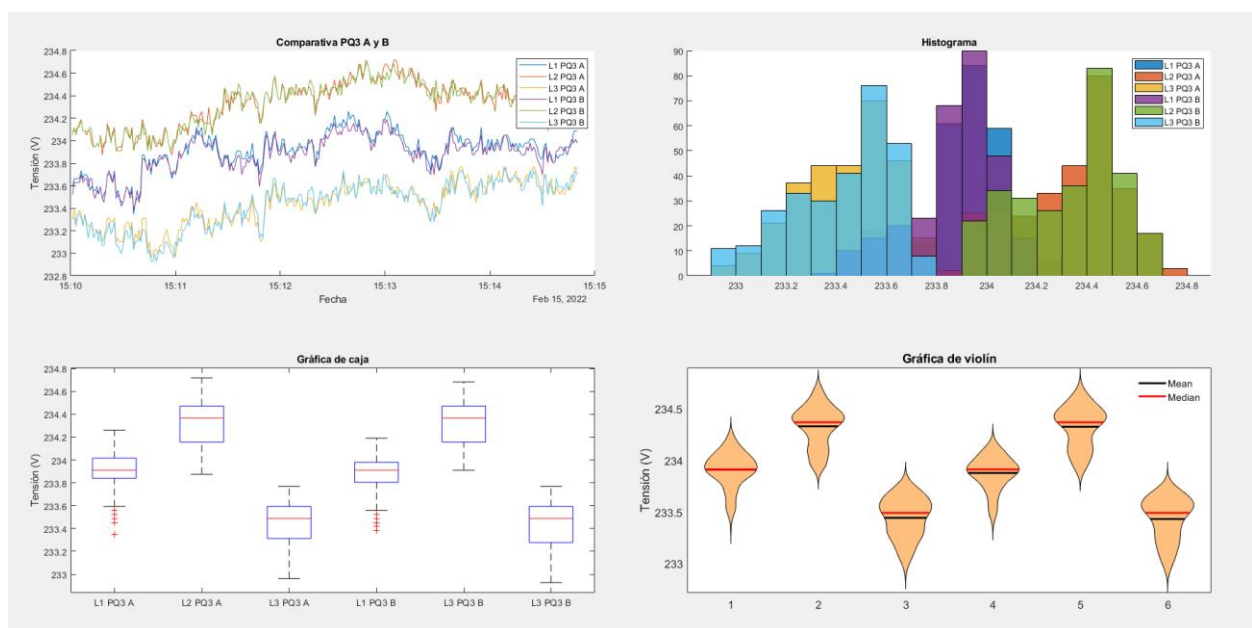 Comparativa PQ3 A y B
Tensión (V)
234.8
234.6
234.4
234.2
234
233.8
233.6
233.4
233.2
233
232.8
15:10 15:11 15:12 15:13 15:14 15:15
Fecha
Feb 15, 2022
L1 PQ3 A
L2 PQ3 A
L3 PQ3 A
L1 PQ3 B
L2 PQ3 B
L3 PQ3 B
Histograma
90
80
70
60
50
40
30
20
10
0
233 233.2 233.4 233.6 233.8 234 234.2 234.4 234.6 234.8
L1 PQ3 A
L2 PQ3 A
L3 PQ3 A
L1 PQ3 B
L2 PQ3 B
L3 PQ3 B
Gráfica de caja
Tensión (V)
234.8
234.6
234.4
234.2
234
233.8
233.6
233.4
233.2
233
L1 PQ3 A L2 PQ3 A L3 PQ3 A L1 PQ3 B L3 PQ3 B L3 PQ3 B
Gráfica de violín
Tensión (V)
234.5
234
233.5
233
1 2 3 4 5 6
Mean
Median